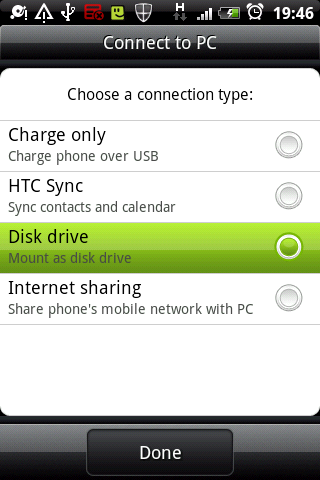 H
19:46
Connect to PC
Choose a connection type:
Charge only
Charge phone over USB
HTC Sync
Sync contacts and calendar
Disk drive
Mount as disk drive
Internet sharing
Share phone's mobile network with PC
Done